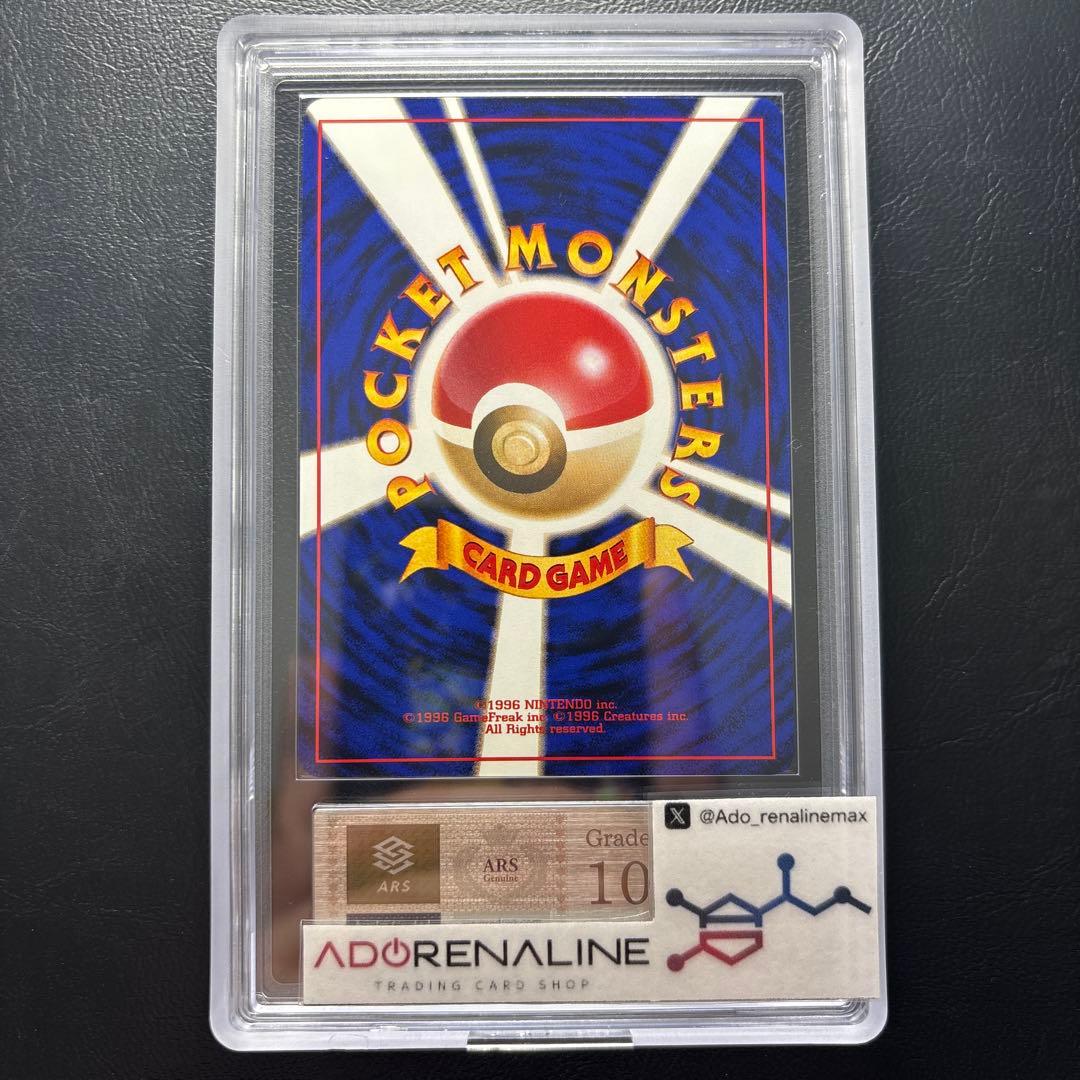 POCKET MONSTERS
CARD GAME
©1996 NINTENDO inc.
©1996 GameFreak inc. ©1996 Creatures inc.
All Rights reserved.
ARS
ARS
Genuine
Grade
10
@Ado_renalinemax
ADORENALINE
TRADING CARD SHOP